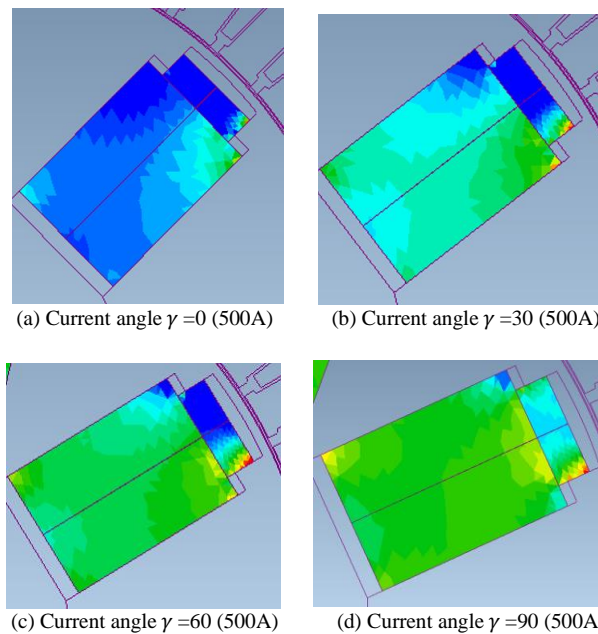 (a) Current angle γ =0 (500A)
(b) Current angle γ =30 (500A)
(c) Current angle γ =60 (500A)
(d) Current angle γ =90 (500A